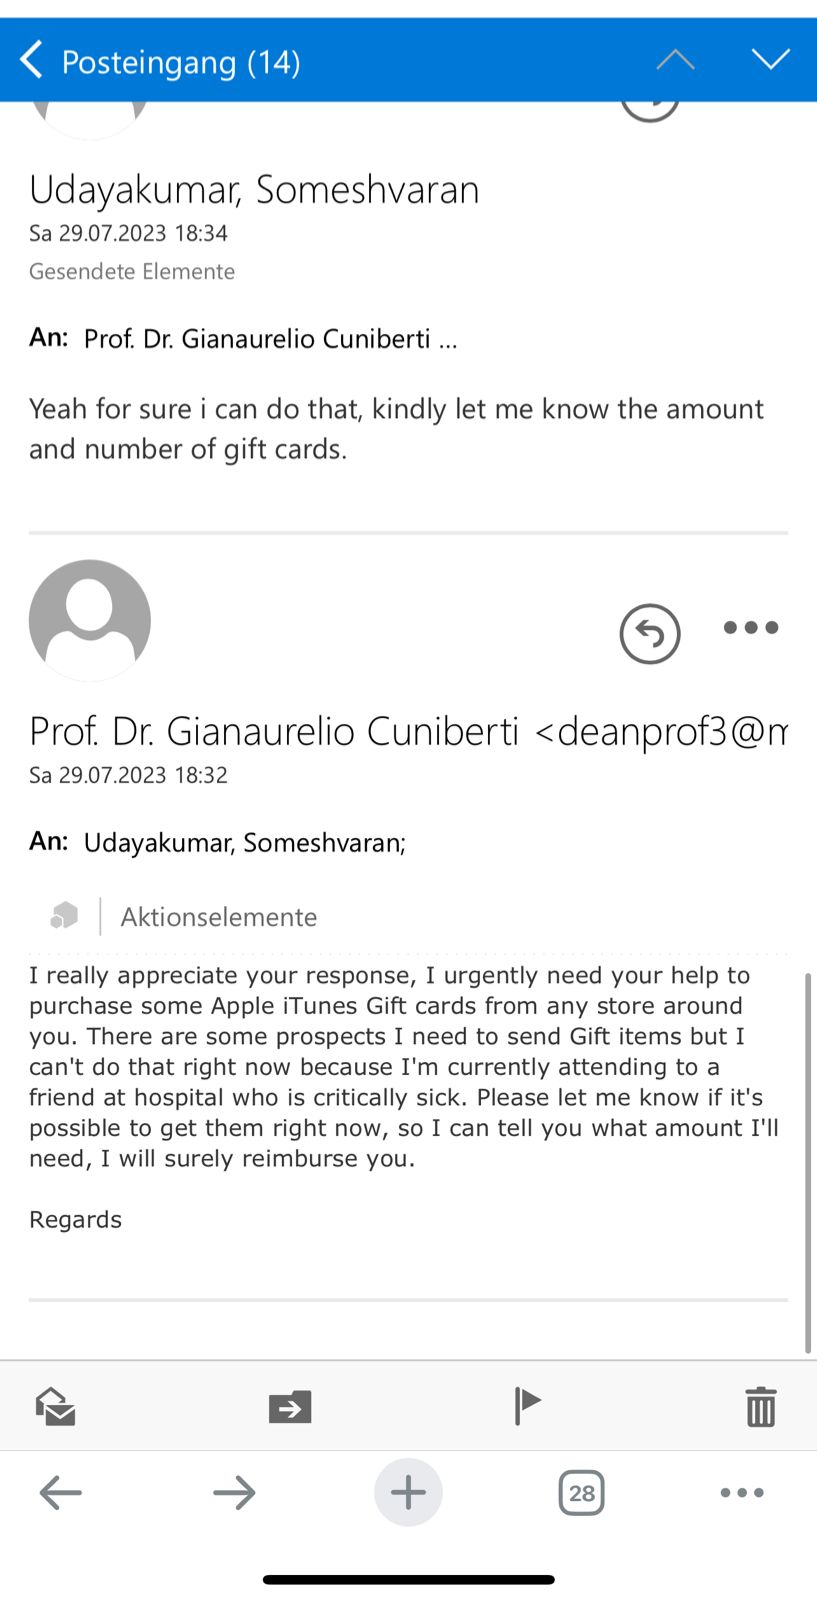 Posteingang (14)
Udayakumar, Someshvaran
Sa 29.07.2023 18:34
Gesendete Elemente
An: Prof. Dr. Gianaurelio Cuniberti ...
Yeah for sure i can do that, kindly let me know the amount
and number of gift cards.
Prof. Dr. Gianaurelio Cuniberti <deanprof3@m
Sa 29.07.2023 18:32
An: Udayakumar, Someshvaran;
Aktionselemente
I really appreciate your response, I urgently need your help to
purchase some Apple iTunes Gift cards from any store around
you. There are some prospects I need to send Gift items but I
can't do that right now because I'm currently attending to a
friend at hospital who is critically sick. Please let me know if it's
possible to get them right now, so I can tell you what amount I'll
need, I will surely reimburse you.
Regards
28